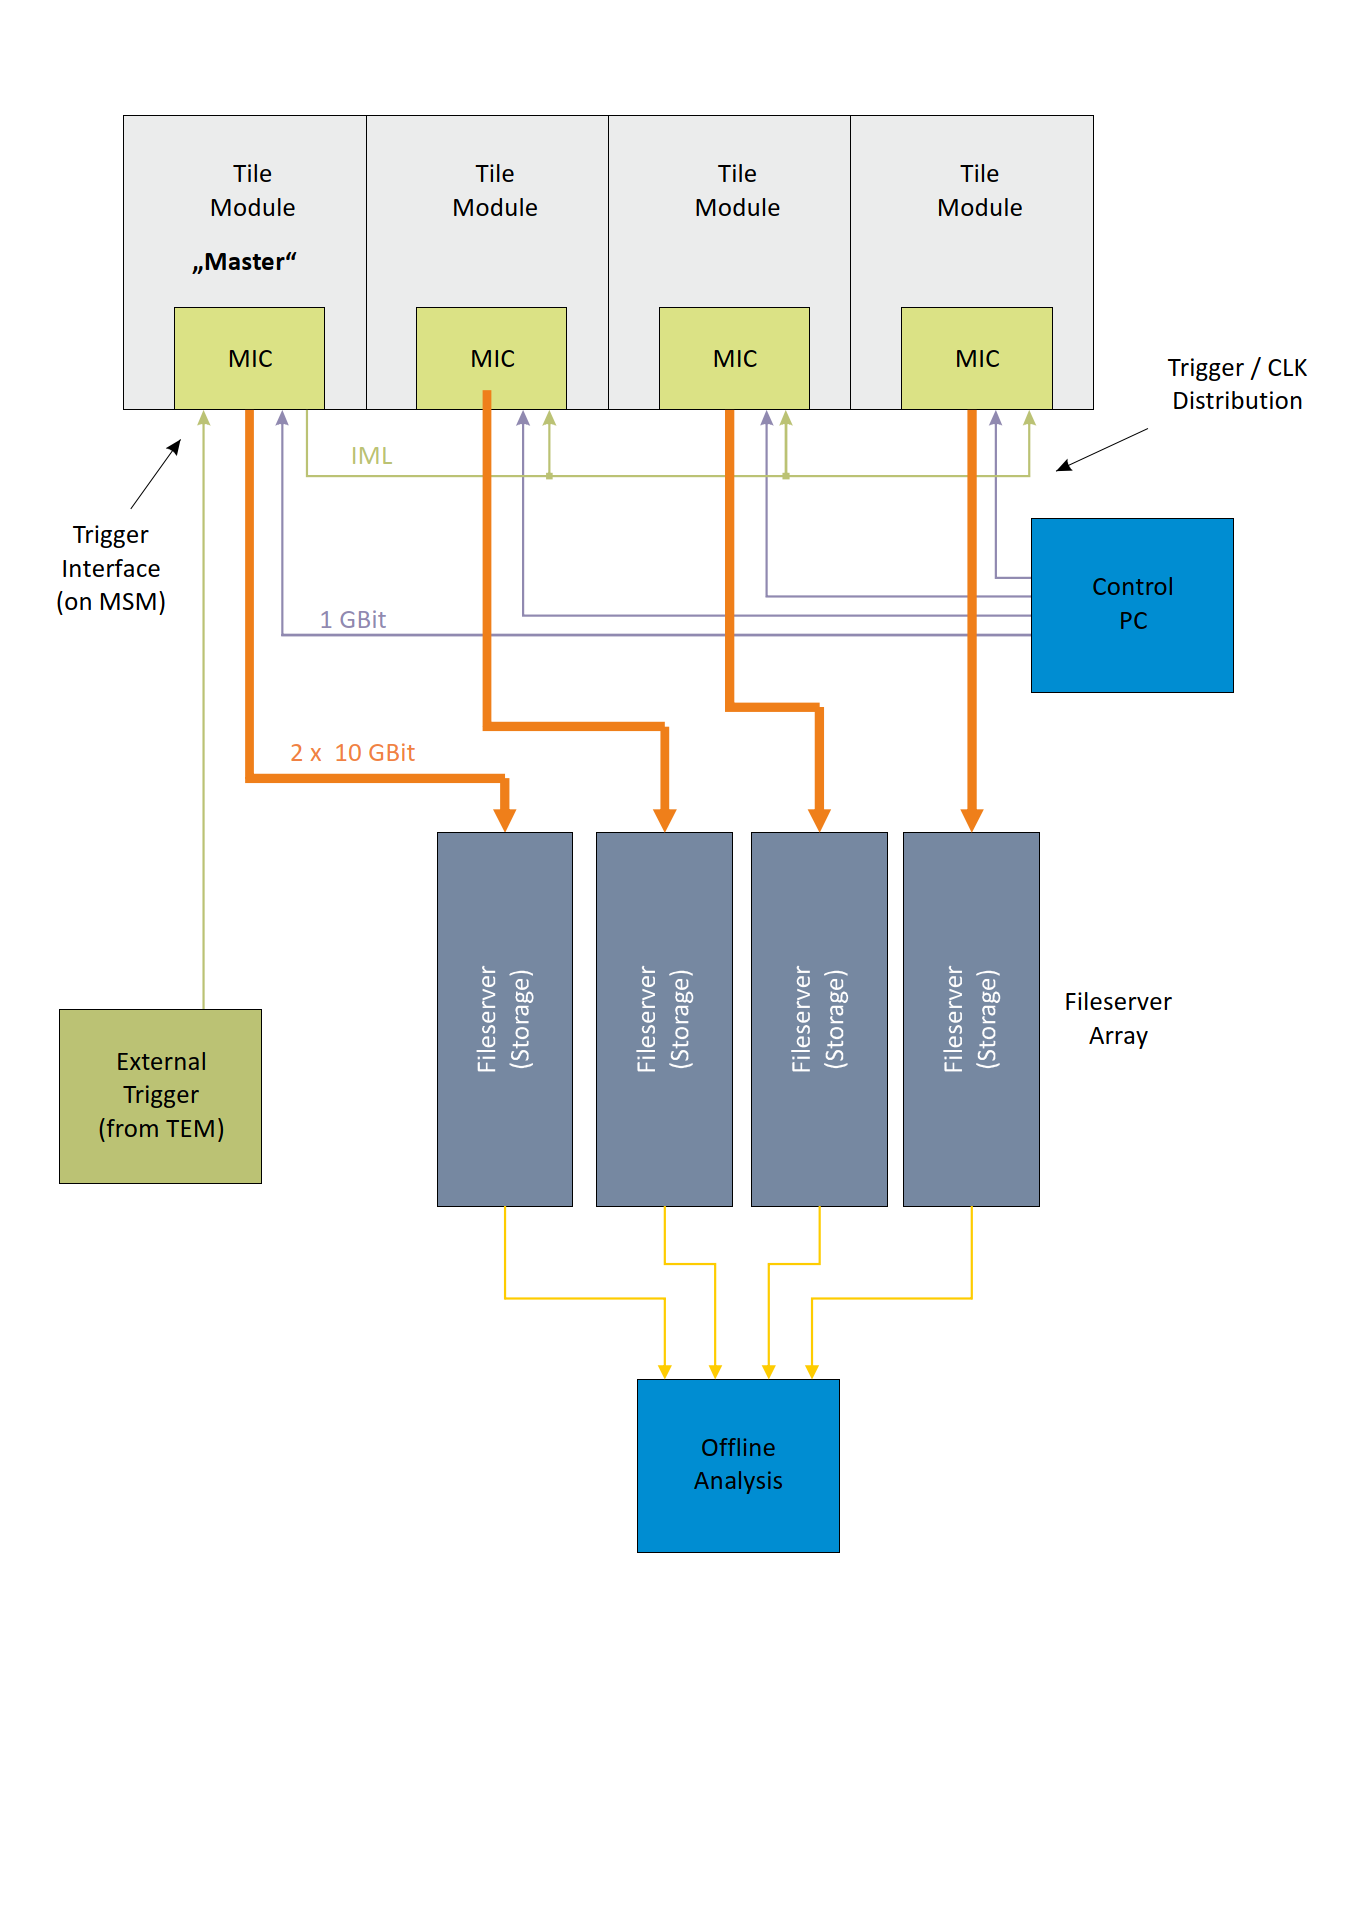 Tile
Module
„Master“
MIC
Tile
Module
MIC
Tile
Module
MIC
Tile
Module
MIC
Trigger / CLK
Distribution
IML
Trigger
Interface
(on MSM)
1 GBit
Control
PC
2 x  10 GBit
Fileserver
(Storage)
Fileserver
(Storage)
Fileserver
(Storage)
Fileserver
(Storage)
Fileserver
Array
External
Trigger
(from TEM)
Offline
Analysis